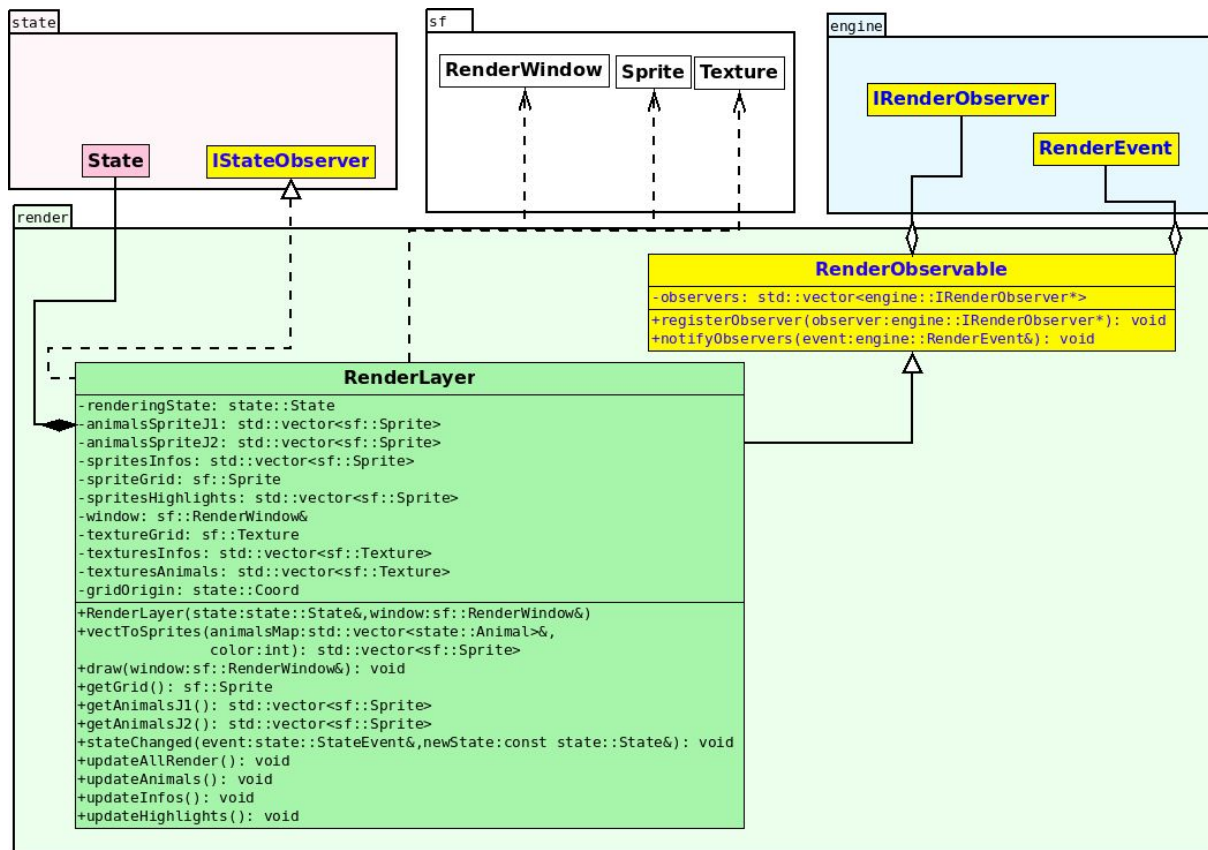 state
State
IStateObserver
sf
RenderWindow
Sprite
Texture
engine
IRenderObserver
RenderEvent
render
RenderObservable
-observers: std::vector<engine::IRenderObserver*>
+registerObserver(observer:engine::IRenderObserver*): void
+notifyObservers(event:engine::RenderEvent&): void
RenderLayer
-renderingState: state::State
-animalsSpriteJ1: std::vector<sf::Sprite>
-animalsSpriteJ2: std::vector<sf::Sprite>
-spritesInfos: std::vector<sf::Sprite>
-spriteGrid: sf::Sprite
-spritesHighlights: std::vector<sf::Sprite>
-window: sf::RenderWindow&
-textureGrid: sf::Texture
-texturesInfos: std::vector<sf::Texture>
-texturesAnimals: std::vector<sf::Texture>
-gridOrigin: state::Coord
+RenderLayer(state:state::State&,window:sf::RenderWindow&)
+vectToSprites(animalsMap:std::vector<state::Animal>&,
color:int): std::vector<sf::Sprite>
+draw(window:sf::RenderWindow&): void
+getGrid(): sf::Sprite
+getAnimalsJ1(): std::vector<sf::Sprite>
+getAnimalsJ2(): std::vector<sf::Sprite>
+stateChanged(event:state::StateEvent&,newState:const state::State&): void
+updateAllRender(): void
+updateAnimals(): void
+updateInfos(): void
+updateHighlights(): void